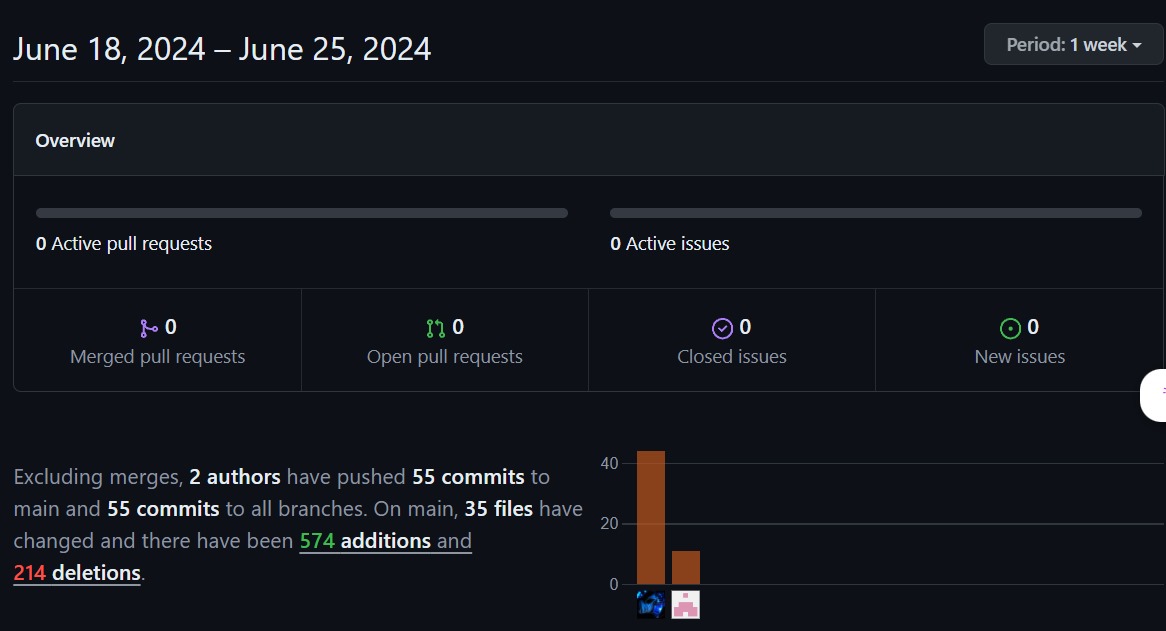 June 18, 2024 – June 25, 2024
Period: 1 week
Overview
0 Active pull requests
0 Active issues
0
Merged pull requests
0
Open pull requests
0
Closed issues
0
New issues
Excluding merges, 2 authors have pushed 55 commits to
main and 55 commits to all branches. On main, 35 files have
changed and there have been 574 additions and
214 deletions.
40
20
0